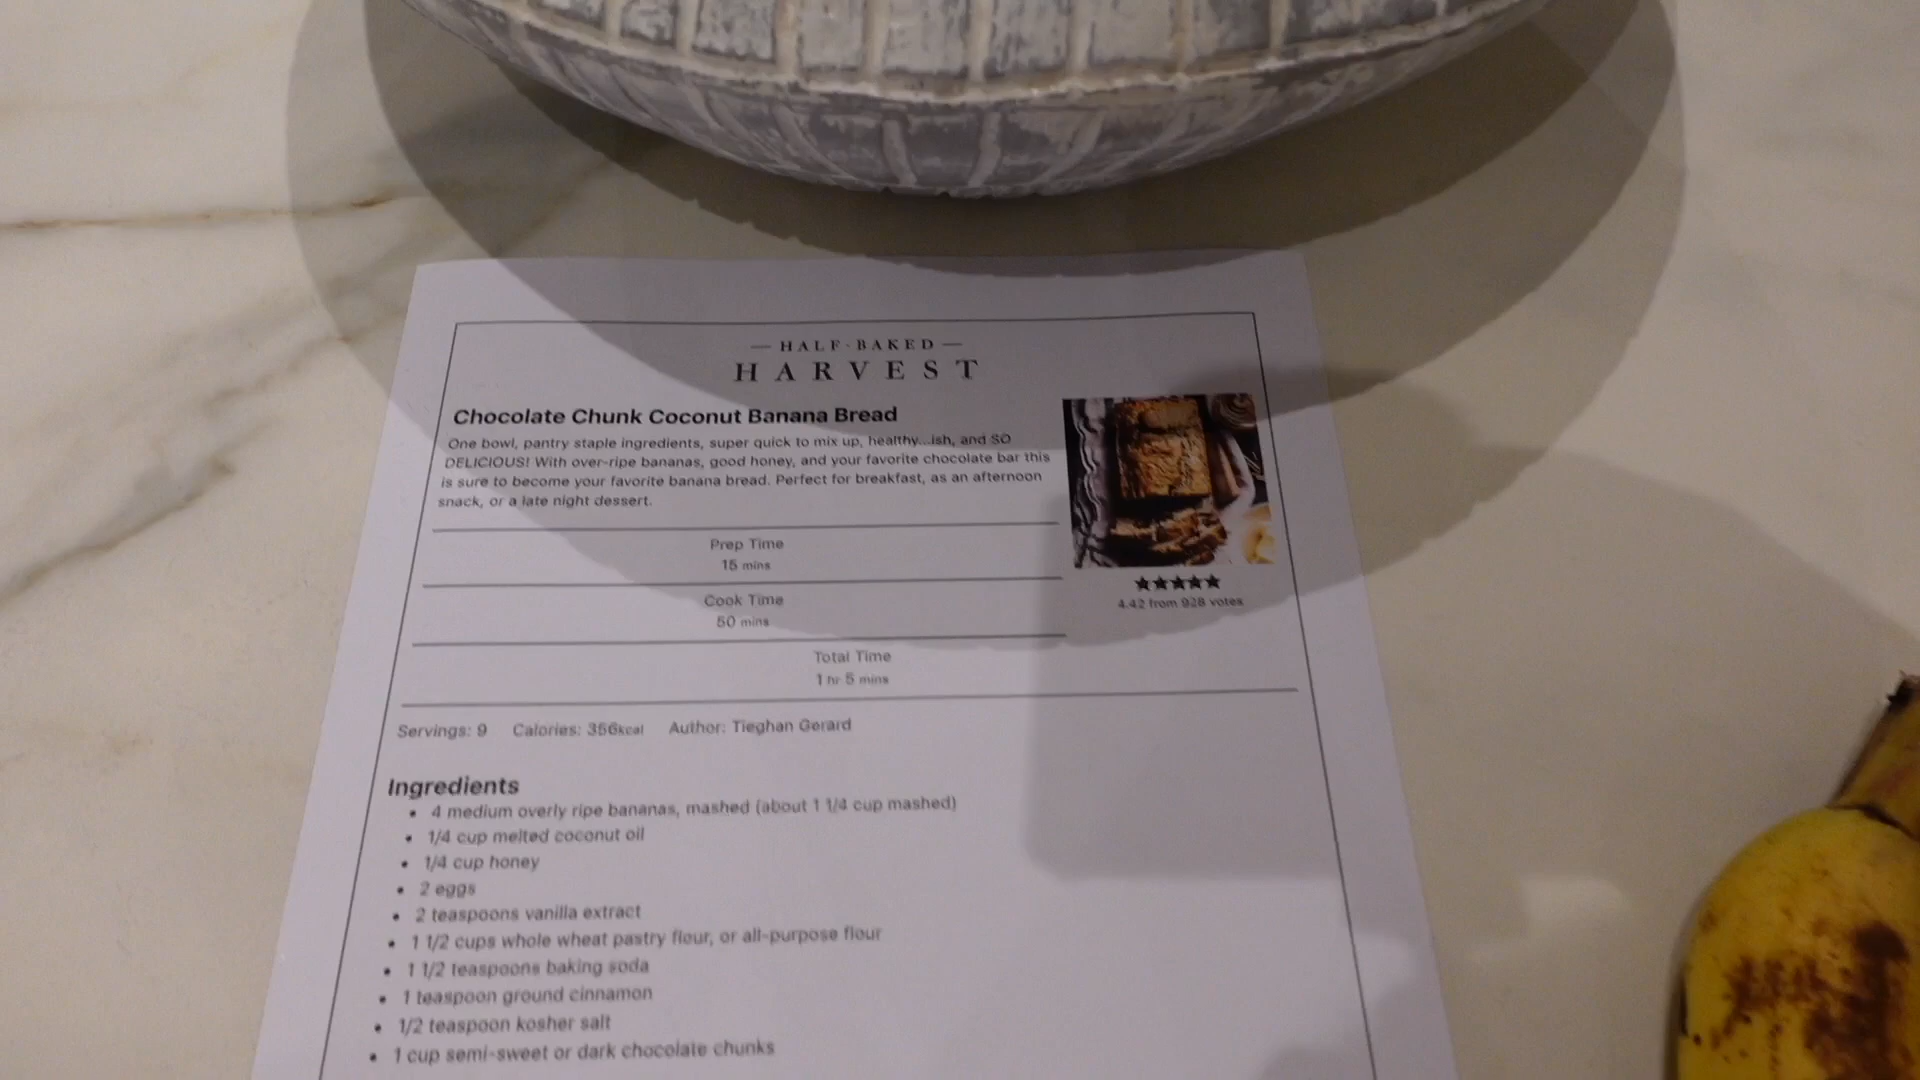 — HALF·BAKED —
HARVEST
Chocolate Chunk Coconut Banana Bread
One bowl, pantry staple ingredients, super quick to mix up, healthy...ish, and SO
DELICIOUS! With over-ripe bananas, good honey, and your favorite chocolate bar this
is sure to become your favorite banana bread. Perfect for breakfast, as an afternoon
snack, or a late night dessert.
Prep Time
15 mins
Cook Time
50 mins
★★★★★
4.42 from 928 votes
Total Time
1 hr 5 mins
Servings: 9 Calories: 356kcal Author: Tieghan Gerard
Ingredients
• 4 medium overly ripe bananas, mashed (about 1 1/4 cup mashed)
• 1/4 cup melted coconut oil
• 1/4 cup honey
• 2 eggs
• 2 teaspoons vanilla extract
• 1 1/2 cups whole wheat pastry flour, or all-purpose flour
• 1 1/2 teaspoons baking soda
• 1 teaspoon ground cinnamon
• 1/2 teaspoon kosher salt
• 1 cup semi-sweet or dark chocolate chunks